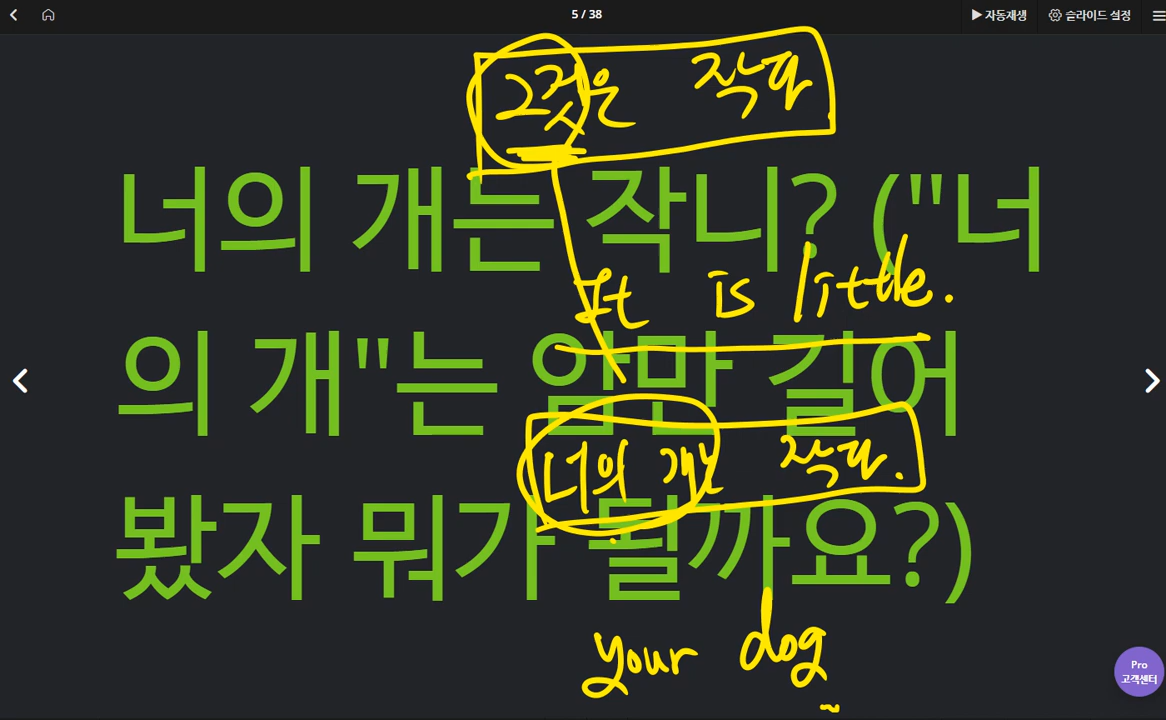 5 / 38
자동재생
슬라이드 설정
그것은 작다
너의 개는 작니? ("너
It is little.
의 개"는 암만 길어
너의 개는 작다.
봤자 뭐가 될까요?)
your dog
Pro
고객센터